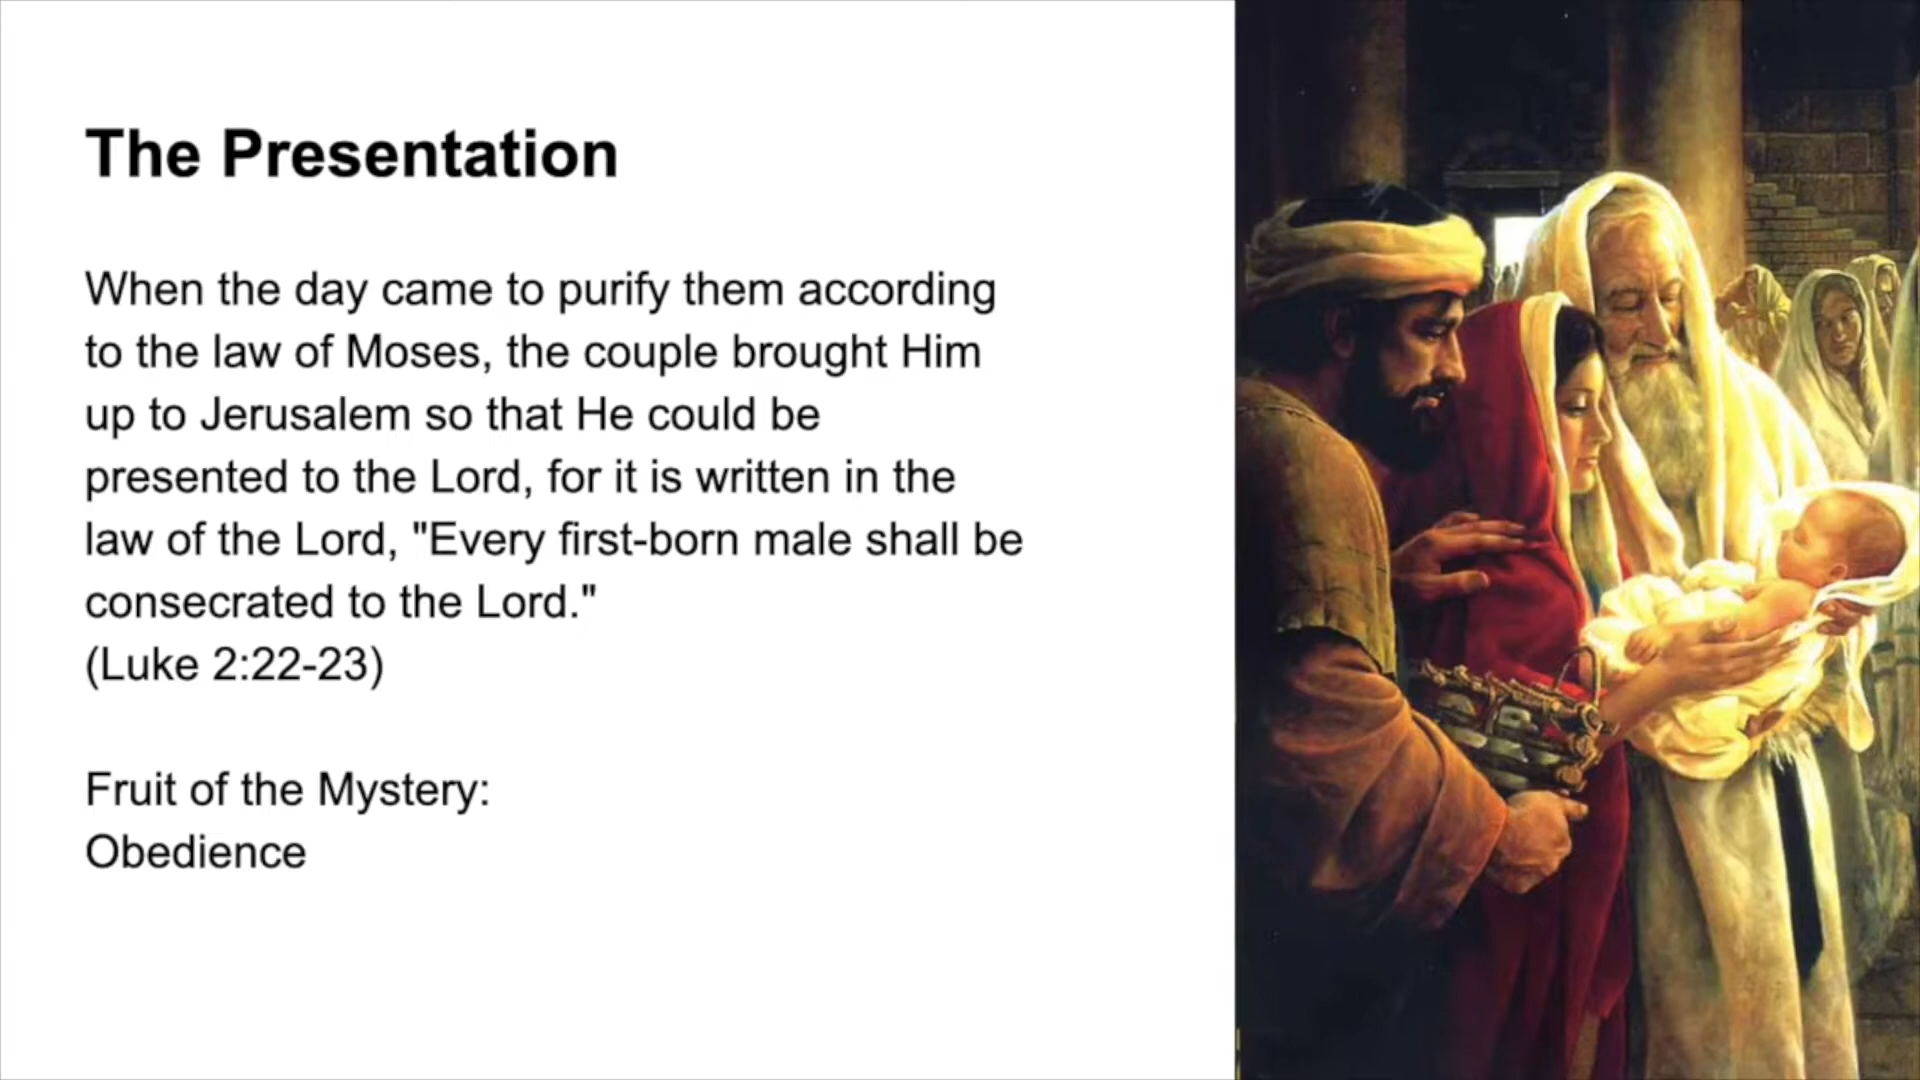 The Presentation
When the day came to purify them according
to the law of Moses, the couple brought Him
up to Jerusalem so that He could be
presented to the Lord, for it is written in the
law of the Lord, "Every first-born male shall be
consecrated to the Lord."
(Luke 2:22-23)
Fruit of the Mystery:
Obedience